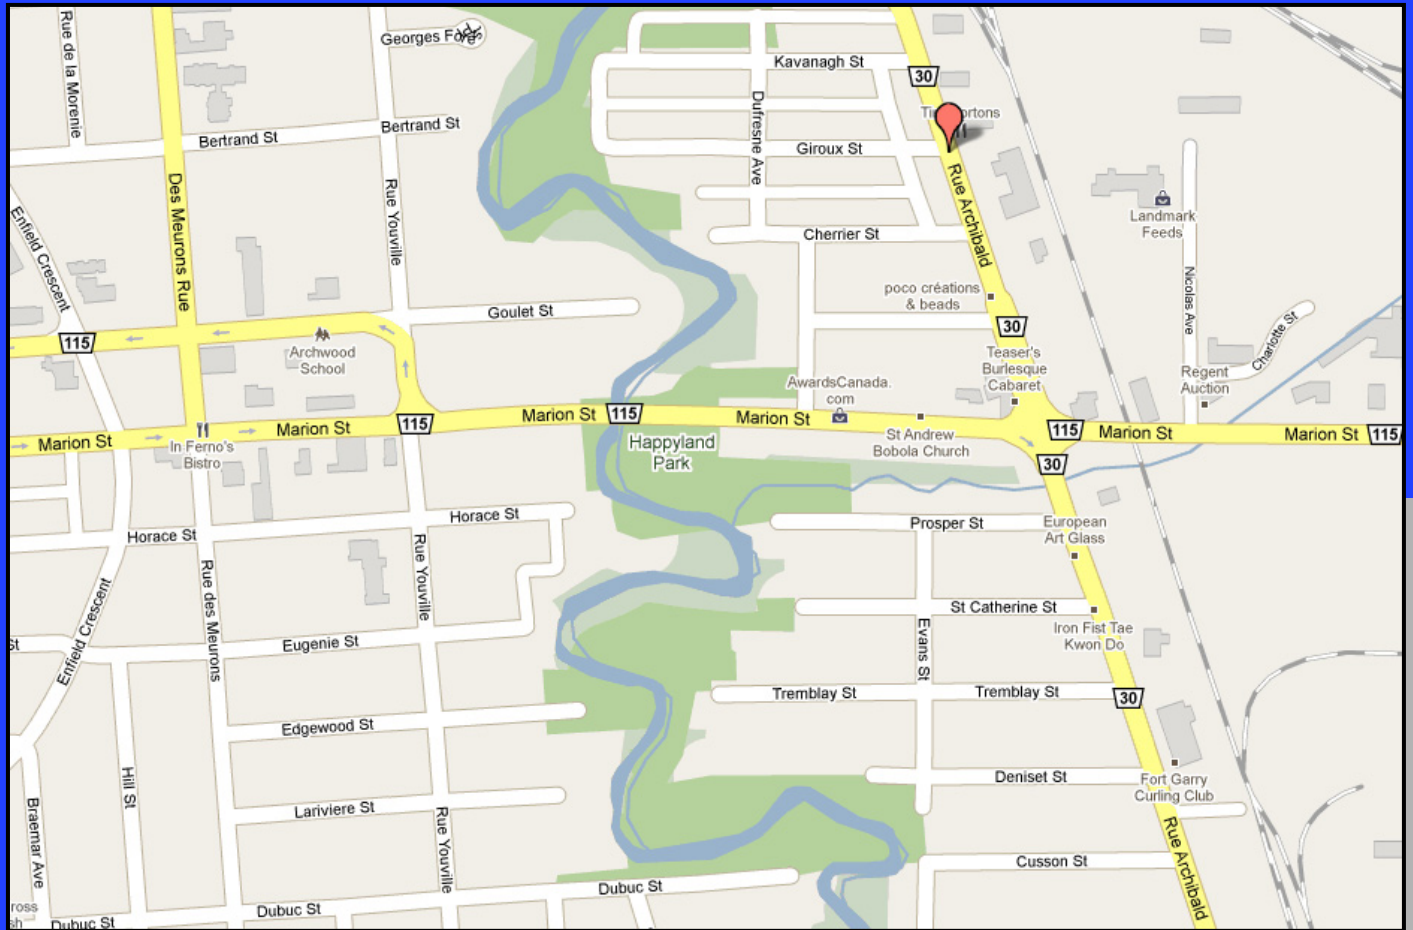 Rue de la Morenie
Georges Fore
Kavanagh St
30
Tim Hortons
Dufresne Ave
Bertrand St
Bertrand St
Giroux St
Des Meurons Rue
Rue Youville
Rue Archibald
Landmark
Feeds
Enfield Crescent
Cherrier St
Nicolas Ave
poco créations
& beads
Goulet St
30
Charlotte St
115
Archwood
School
Teaser's
Burlesque
Cabaret
Regent
Auction
AwardsCanada.
com
Marion St
115
Marion St
Marion St
Marion St
115
115
Marion St
Marion St
115
In Ferno's
Bistro
Happyland
Park
St Andrew
Bobola Church
30
Horace St
Horace St
Prosper St
European
Art Glass
Rue des Meurons
Rue Youville
Enfield Crescent
St Catherine St
Iron Fist Tae
Kwon Do
Evans St
St
Eugenie St
Tremblay St
Tremblay St
30
Edgewood St
Hill St
Deniset St
Fort Garry
Curling Club
Braemar Ave
Lariviere St
Rue Youville
Rue Archibald
Cusson St
Dubuc St
Dubuc St
Dubuc St
ross
sh